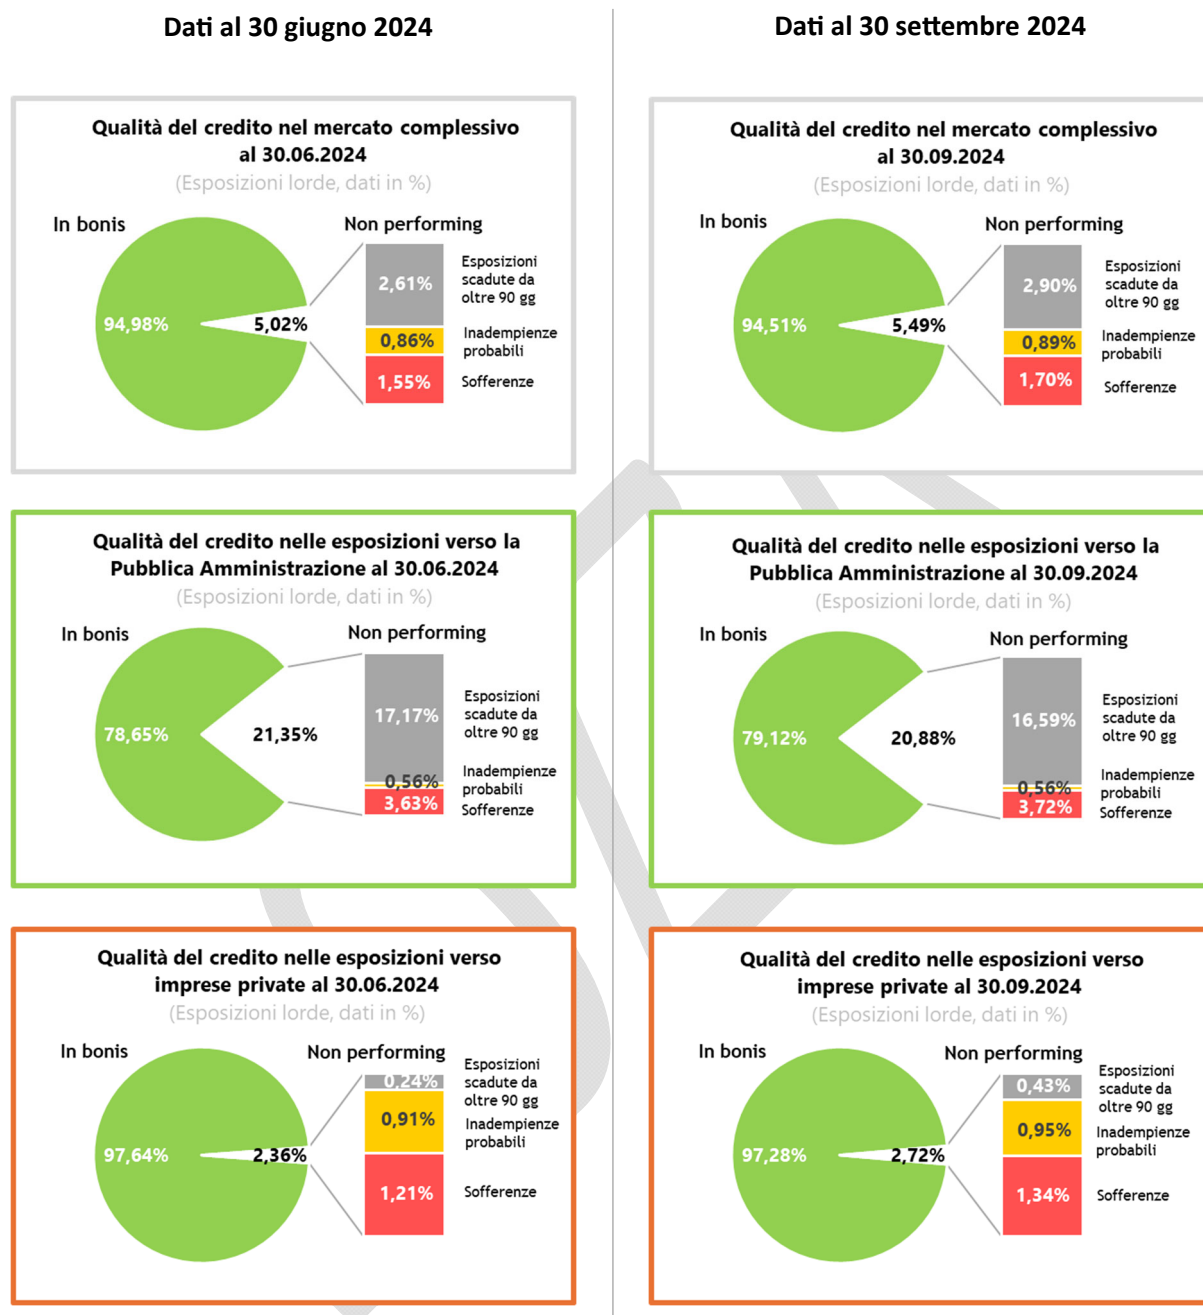 Dati al 30 giugno 2024
Qualità del credito nel mercato complessivo
al 30.06.2024
(Esposizioni lorde, dati in %)
In bonis
Non performing
94,98%
5,02%
2,61%
Esposizioni
scadute da
oltre 90 gg
0,86%
Inadempienze
probabili
1,55%
Sofferenze
Qualità del credito nelle esposizioni verso la
Pubblica Amministrazione al 30.06.2024
(Esposizioni lorde, dati in %)
In bonis
Non performing
78,65%
21,35%
17,17%
Esposizioni
scadute da
oltre 90 gg
0,56%
Inadempienze
probabili
3,63%
Sofferenze
Qualità del credito nelle esposizioni verso
imprese private al 30.06.2024
(Esposizioni lorde, dati in %)
In bonis
Non performing
97,64%
2,36%
0,24%
Esposizioni
scadute da
oltre 90 gg
0,91%
Inadempienze
probabili
1,21%
Sofferenze
Dati al 30 settembre 2024
Qualità del credito nel mercato complessivo
al 30.09.2024
(Esposizioni lorde, dati in %)
In bonis
Non performing
94,51%
5,49%
2,90%
Esposizioni
scadute da
oltre 90 gg
0,89%
Inadempienze
probabili
1,70%
Sofferenze
Qualità del credito nelle esposizioni verso la
Pubblica Amministrazione al 30.09.2024
(Esposizioni lorde, dati in %)
In bonis
Non performing
79,12%
20,88%
16,59%
Esposizioni
scadute da
oltre 90 gg
0,56%
Inadempienze
probabili
3,72%
Sofferenze
Qualità del credito nelle esposizioni verso
imprese private al 30.09.2024
(Esposizioni lorde, dati in %)
In bonis
Non performing
97,28%
2,72%
0,43%
Esposizioni
scadute da
oltre 90 gg
0,95%
Inadempienze
probabili
1,34%
Sofferenze